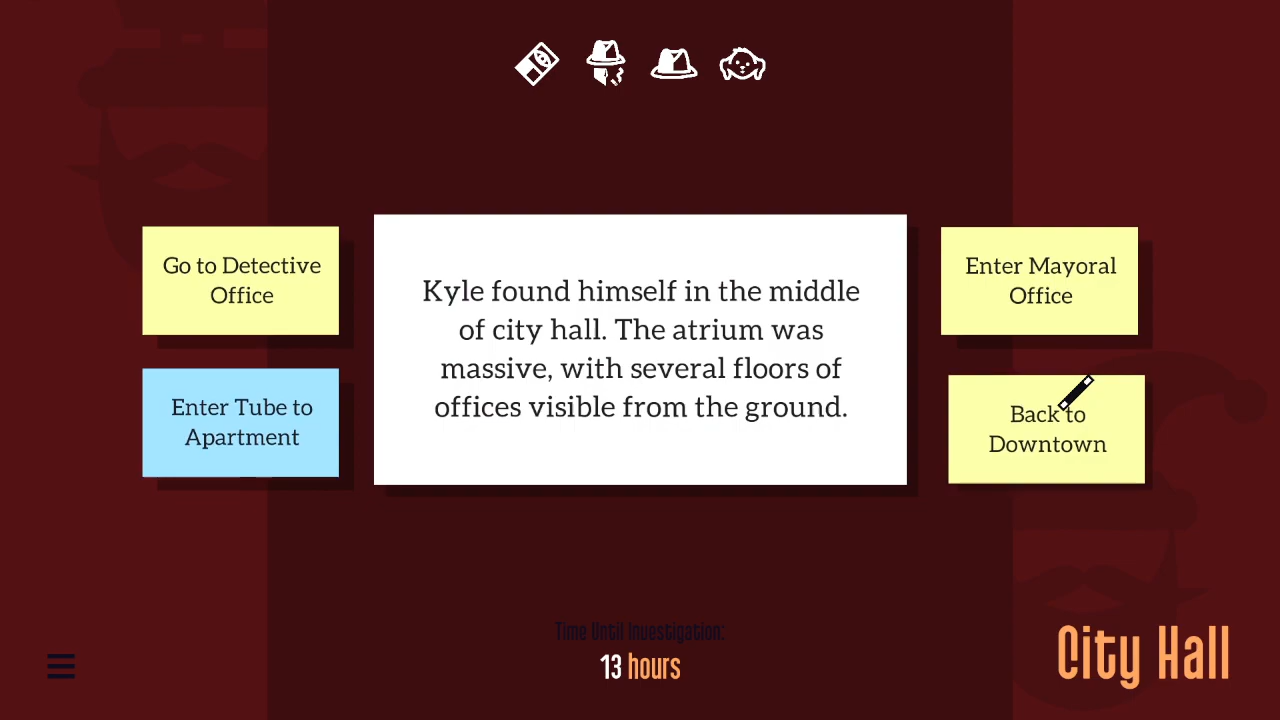 Go to Detective
Office
Enter Tube to
Apartment
Kyle found himself in the middle
of city hall. The atrium was
massive, with several floors of
offices visible from the ground.
Enter Mayoral
Office
Back to
Downtown
Time Until Investigation:
13 hours
City Hall